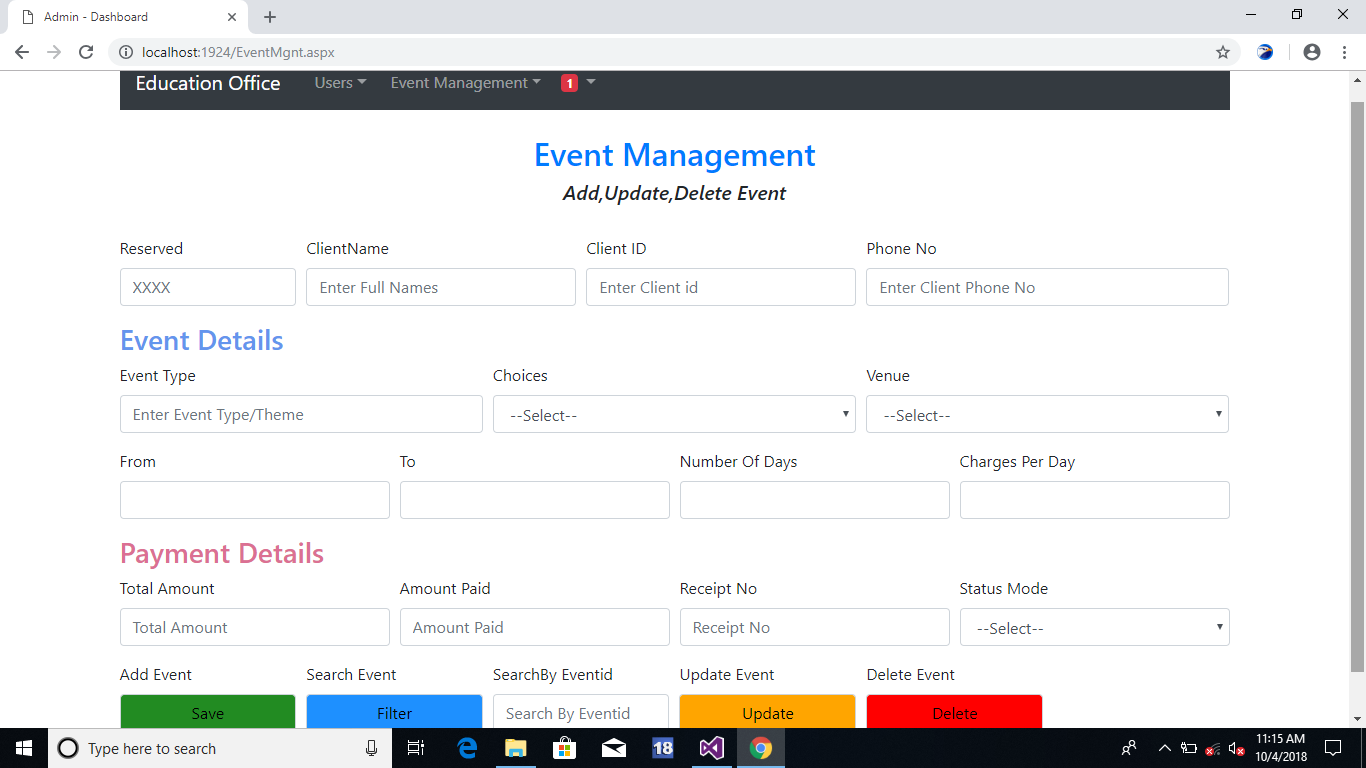 Admin - Dashboard
localhost:1924/EventMgnt.aspx
Education Office Users Event Management 1
Event Management
Add,Update,Delete Event
Reserved ClientName Client ID Phone No
XXXX Enter Full Names Enter Client id Enter Client Phone No
Event Details
Event Type Choices Venue
Enter Event Type/Theme --Select-- --Select--
From To Number Of Days Charges Per Day
Payment Details
Total Amount Amount Paid Receipt No Status Mode
Total Amount Amount Paid Receipt No --Select--
Add Event Search Event SearchBy Eventid Update Event Delete Event
Save Filter Search By Eventid Update Delete
Type here to search 18 11:15 AM
10/4/2018